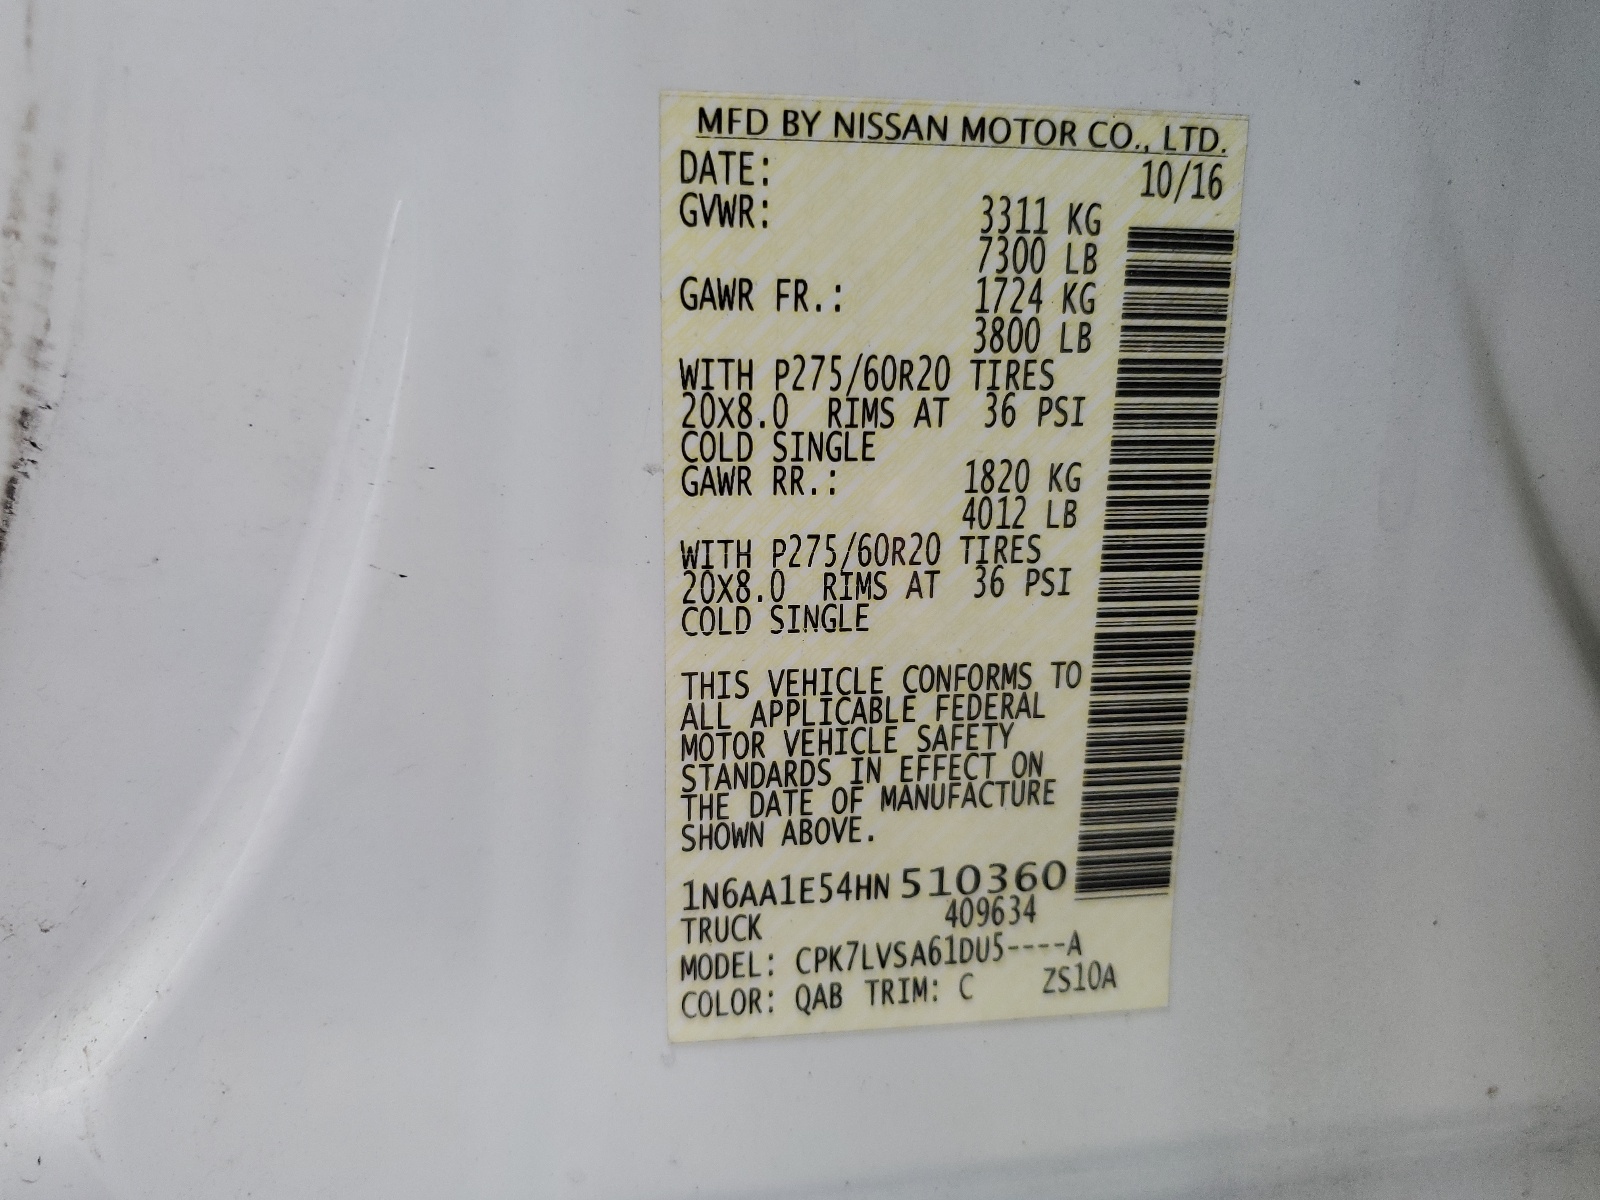 MFD BY NISSAN MOTOR CO., LTD.
DATE: 10/16
GVWR: 3311 KG
7300 LB
GAWR FR.: 1724 KG
3800 LB
WITH P275/60R20 TIRES
20X8.0 RIMS AT 36 PSI
COLD SINGLE
GAWR RR.: 1820 KG
4012 LB
WITH P275/60R20 TIRES
20X8.0 RIMS AT 36 PSI
COLD SINGLE
THIS VEHICLE CONFORMS TO
ALL APPLICABLE FEDERAL
MOTOR VEHICLE SAFETY
STANDARDS IN EFFECT ON
THE DATE OF MANUFACTURE
SHOWN ABOVE.
1N6AA1E54HN510360
TRUCK 409634
MODEL: CPK7LVSA61DU5----A
COLOR: QAB TRIM: C ZS10A